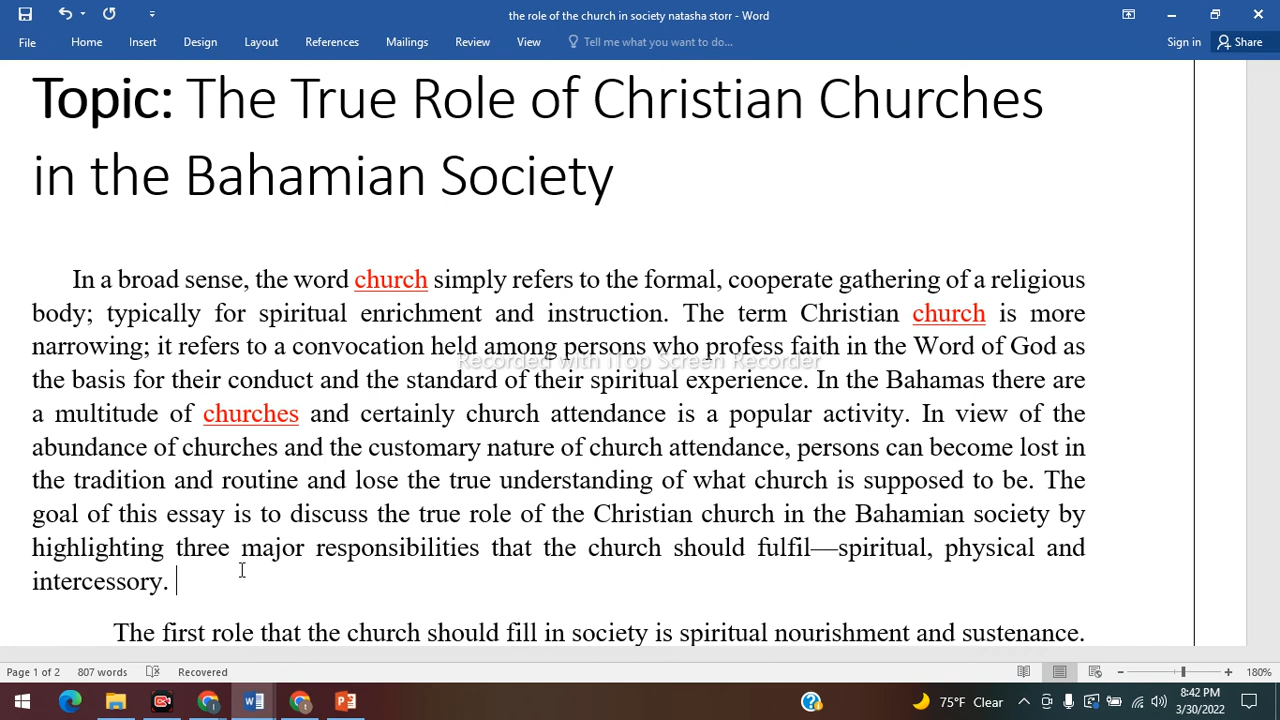 the role of the church in society natasha storr - Word
File Home Insert Design Layout References Mailings Review View Tell me what you want to do... Sign in Share
Topic: The True Role of Christian Churches
in the Bahamian Society
In a broad sense, the word church simply refers to the formal, cooperate gathering of a religious
body; typically for spiritual enrichment and instruction. The term Christian church is more
narrowing; it refers to a convocation held among persons who profess faith in the Word of God as
Recorded with iTop Screen Recorder
the basis for their conduct and the standard of their spiritual experience. In the Bahamas there are
a multitude of churches and certainly church attendance is a popular activity. In view of the
abundance of churches and the customary nature of church attendance, persons can become lost in
the tradition and routine and lose the true understanding of what church is supposed to be. The
goal of this essay is to discuss the true role of the Christian church in the Bahamian society by
highlighting three major responsibilities that the church should fulfil—spiritual, physical and
intercessory.
The first role that the church should fill in society is spiritual nourishment and sustenance.
Page 1 of 2 807 words Recovered 180%
75°F Clear 8:42 PM
3/30/2022